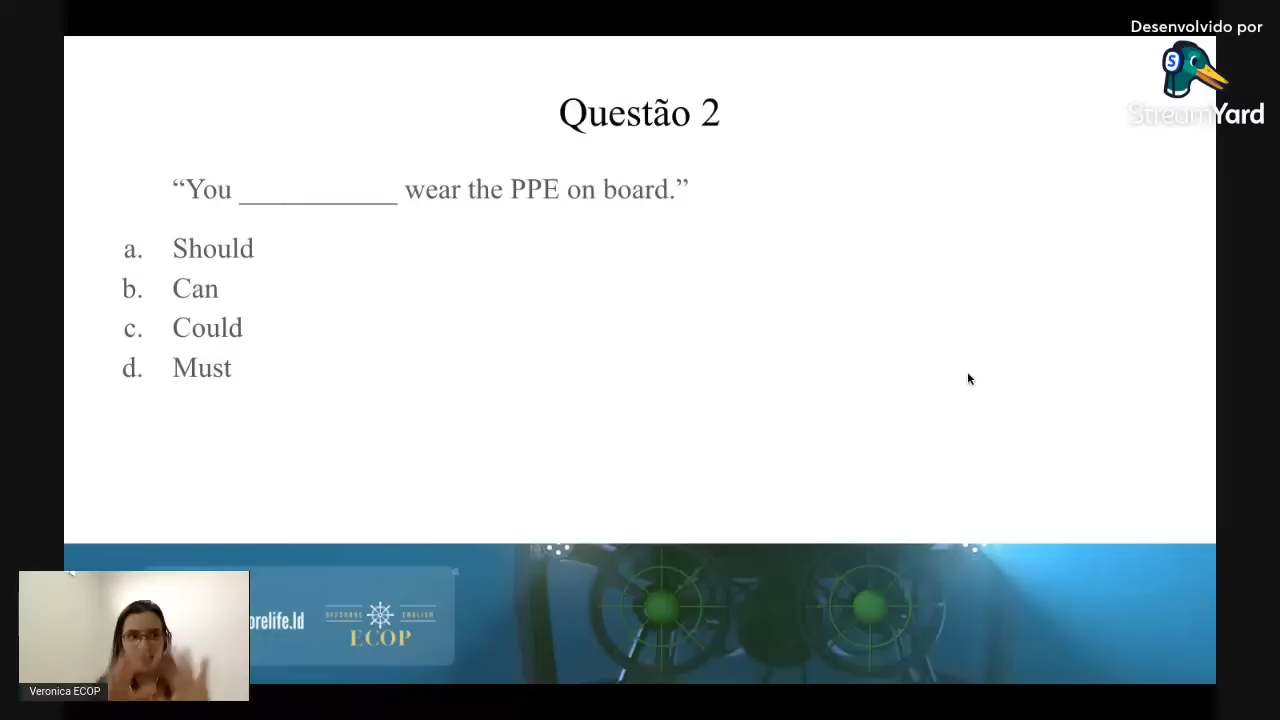 Desenvolvido por
StreamYard
Questão 2
“You ___________ wear the PPE on board.”
a. Should
b. Can
c. Could
d. Must
orelife.ld
OFFSHORE ENGLISH
ECOP
Veronica ECOP